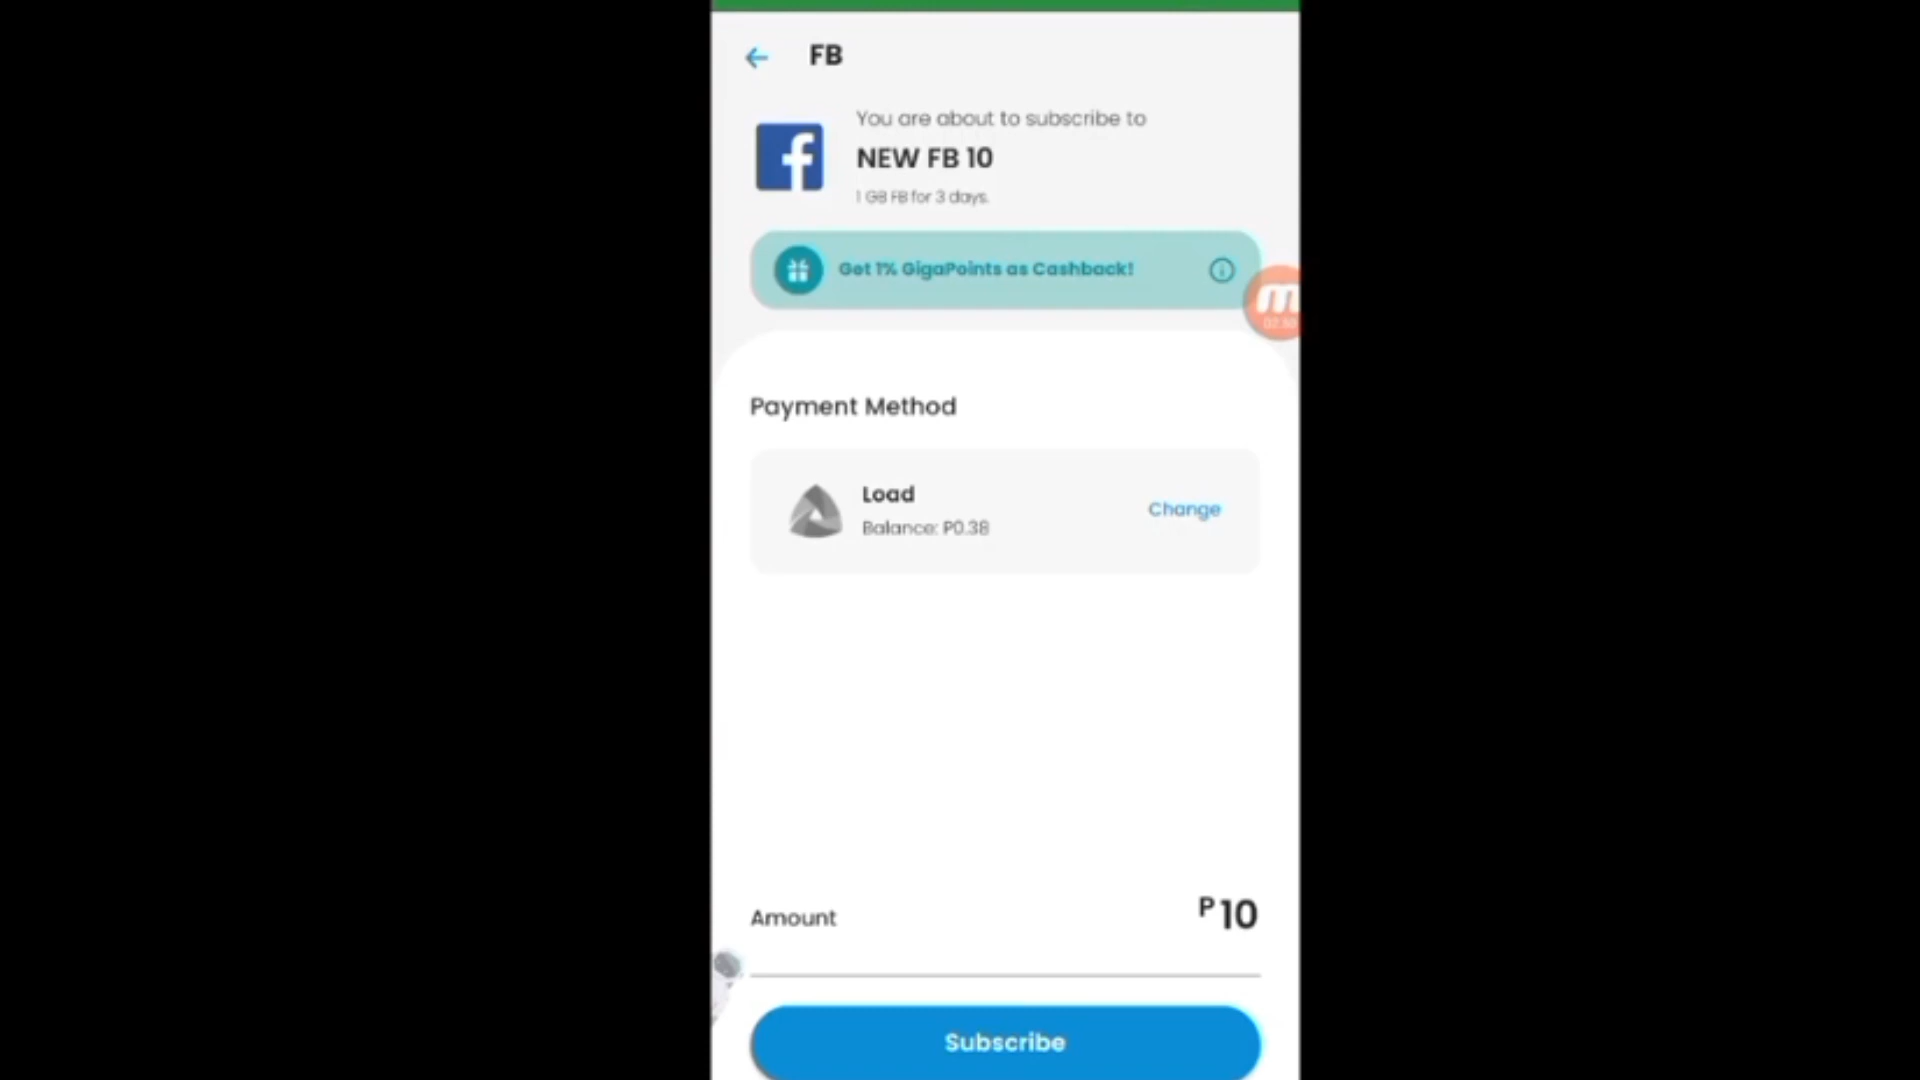 FB
You are about to subscribe to
NEW FB 10
1 GB FB for 3 days.
Get 1% GigaPoints as Cashback!
Payment Method
Load
Balance: P0.38
Change
Amount
P10
Subscribe